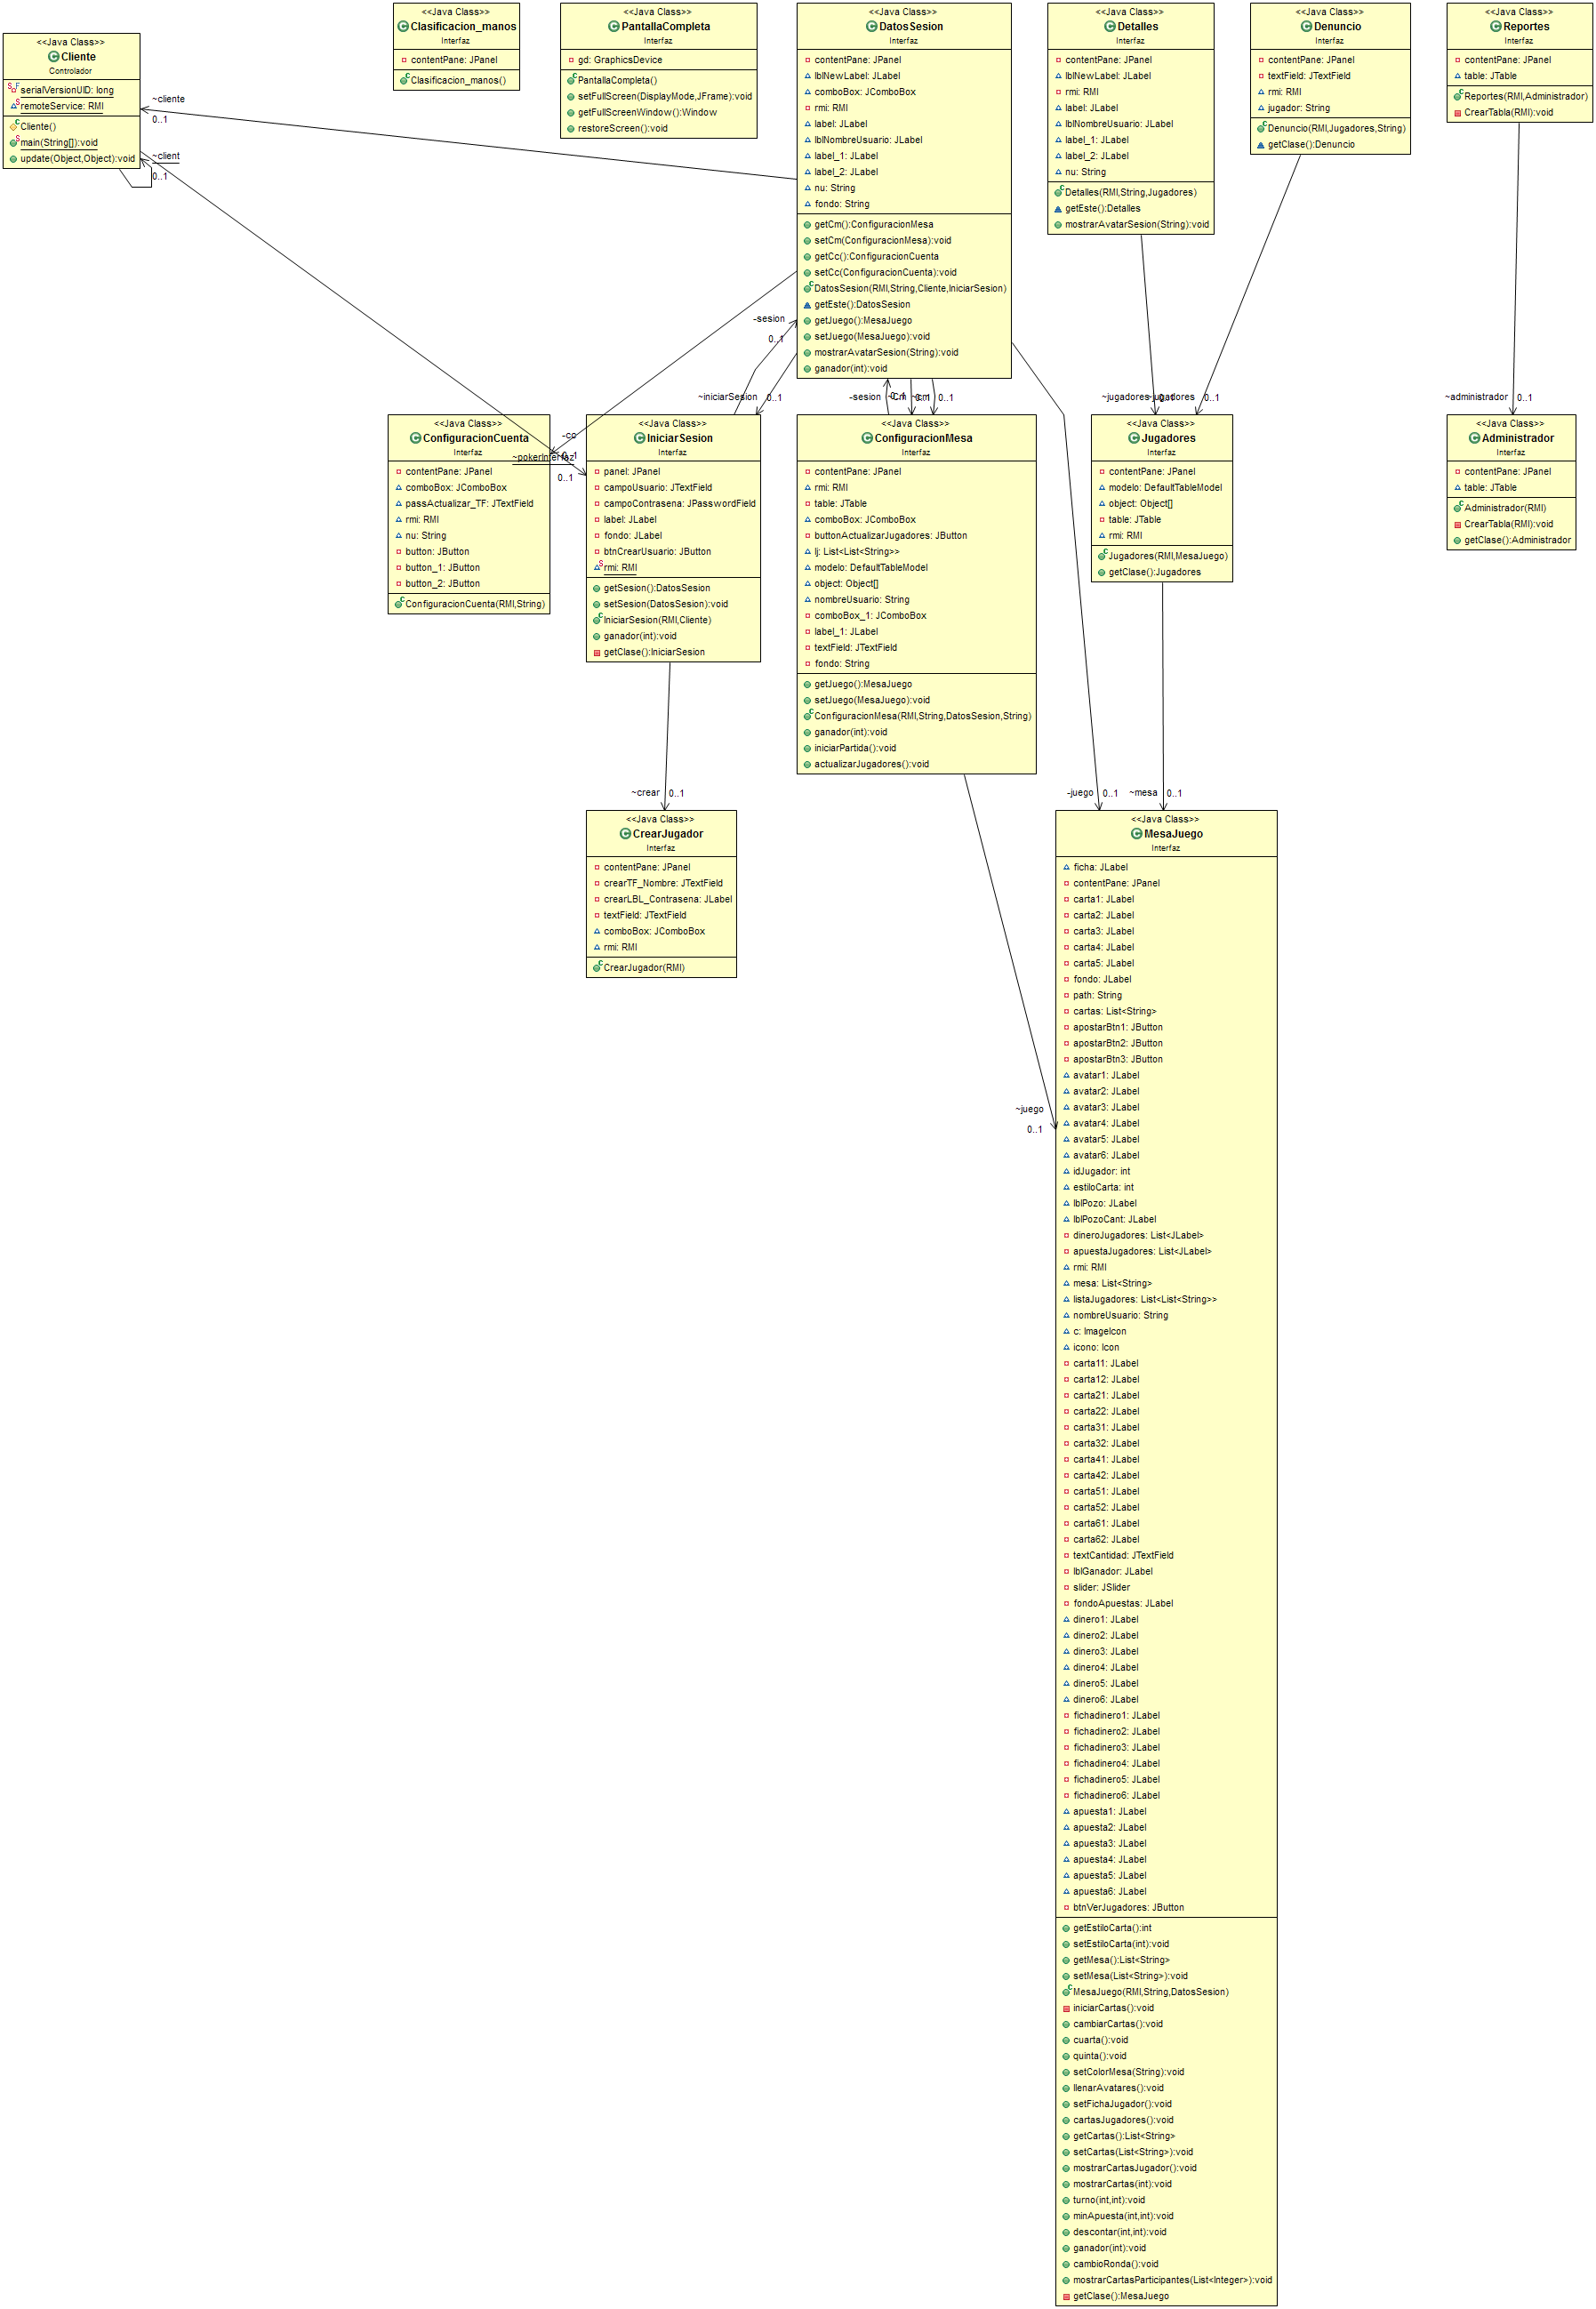 <<Java Class>>
Cliente
Controlador
serialVersionUID: long
remoteService: RMI
Cliente()
main(String[]):void
update(Object,Object):void
~cliente
0..1
~client
0..1
<<Java Class>>
Clasificacion_manos
Interfaz
contentPane: JPanel
Clasificacion_manos()
<<Java Class>>
PantallaCompleta
Interfaz
gd: GraphicsDevice
PantallaCompleta()
setFullScreen(DisplayMode,JFrame):void
getFullScreenWindow():Window
restoreScreen():void
<<Java Class>>
DatosSesion
Interfaz
contentPane: JPanel
lblNewLabel: JLabel
comboBox: JComboBox
rmi: RMI
label: JLabel
lblNombreUsuario: JLabel
label_1: JLabel
label_2: JLabel
nu: String
fondo: String
getCm():ConfiguracionMesa
setCm(ConfiguracionMesa):void
getCc():ConfiguracionCuenta
setCc(ConfiguracionCuenta):void
DatosSesion(RMI,String,Cliente,IniciarSesion)
getEste():DatosSesion
getJuego():MesaJuego
setJuego(MesaJuego):void
mostrarAvatarSesion(String):void
ganador(int):void
<<Java Class>>
Detalles
Interfaz
contentPane: JPanel
lblNewLabel: JLabel
rmi: RMI
label: JLabel
lblNombreUsuario: JLabel
label_1: JLabel
label_2: JLabel
nu: String
Detalles(RMI,String,Jugadores)
getEste():Detalles
mostrarAvatarSesion(String):void
<<Java Class>>
Denuncio
Interfaz
contentPane: JPanel
textField: JTextField
rmi: RMI
jugador: String
Denuncio(RMI,Jugadores,String)
getClase():Denuncio
<<Java Class>>
Reportes
Interfaz
contentPane: JPanel
table: JTable
Reportes(RMI,Administrador)
CrearTabla(RMI):void
-sesion
0..1
~iniciarSesion
0..1
-sesion
0..1
~jugadores
~jugadores
0..1
~administrador
0..1
-cc
0..1
~pokerInterfaz
0..1
<<Java Class>>
ConfiguracionCuenta
Interfaz
contentPane: JPanel
comboBox: JComboBox
passActualizar_TF: JTextField
rmi: RMI
nu: String
button: JButton
button_1: JButton
button_2: JButton
ConfiguracionCuenta(RMI,String)
<<Java Class>>
IniciarSesion
Interfaz
panel: JPanel
campoUsuario: JTextField
campoContrasena: JPasswordField
label: JLabel
fondo: JLabel
btnCrearUsuario: JButton
rmi: RMI
getSesion():DatosSesion
setSesion(DatosSesion):void
IniciarSesion(RMI,Cliente)
ganador(int):void
getClase():IniciarSesion
<<Java Class>>
ConfiguracionMesa
Interfaz
contentPane: JPanel
rmi: RMI
table: JTable
comboBox: JComboBox
buttonActualizarJugadores: JButton
lj: List<List<String>>
modelo: DefaultTableModel
object: Object[]
nombreUsuario: String
comboBox_1: JComboBox
label_1: JLabel
textField: JTextField
fondo: String
getJuego():MesaJuego
setJuego(MesaJuego):void
ConfiguracionMesa(RMI,String,DatosSesion,String)
ganador(int):void
iniciarPartida():void
actualizarJugadores():void
<<Java Class>>
Jugadores
Interfaz
contentPane: JPanel
modelo: DefaultTableModel
object: Object[]
table: JTable
rmi: RMI
Jugadores(RMI,MesaJuego)
getClase():Jugadores
<<Java Class>>
Administrador
Interfaz
contentPane: JPanel
table: JTable
Administrador(RMI)
CrearTabla(RMI):void
getClase():Administrador
~crear
0..1
-juego
0..1
~mesa
0..1
~juego
0..1
<<Java Class>>
CrearJugador
Interfaz
contentPane: JPanel
crearTF_Nombre: JTextField
crearLBL_Contrasena: JLabel
textField: JTextField
comboBox: JComboBox
rmi: RMI
CrearJugador(RMI)
<<Java Class>>
MesaJuego
Interfaz
ficha: JLabel
contentPane: JPanel
carta1: JLabel
carta2: JLabel
carta3: JLabel
carta4: JLabel
carta5: JLabel
fondo: JLabel
path: String
cartas: List<String>
apostarBtn1: JButton
apostarBtn2: JButton
apostarBtn3: JButton
avatar1: JLabel
avatar2: JLabel
avatar3: JLabel
avatar4: JLabel
avatar5: JLabel
avatar6: JLabel
idJugador: int
estiloCarta: int
lblPozo: JLabel
lblPozoCant: JLabel
dineroJugadores: List<JLabel>
apuestaJugadores: List<JLabel>
rmi: RMI
mesa: List<String>
listaJugadores: List<List<String>>
nombreUsuario: String
c: ImageIcon
icono: Icon
carta11: JLabel
carta12: JLabel
carta21: JLabel
carta22: JLabel
carta31: JLabel
carta32: JLabel
carta41: JLabel
carta42: JLabel
carta51: JLabel
carta52: JLabel
carta61: JLabel
carta62: JLabel
textCantidad: JTextField
lblGanador: JLabel
slider: JSlider
fondoApuestas: JLabel
dinero1: JLabel
dinero2: JLabel
dinero3: JLabel
dinero4: JLabel
dinero5: JLabel
dinero6: JLabel
fichadinero1: JLabel
fichadinero2: JLabel
fichadinero3: JLabel
fichadinero4: JLabel
fichadinero5: JLabel
fichadinero6: JLabel
apuesta1: JLabel
apuesta2: JLabel
apuesta3: JLabel
apuesta4: JLabel
apuesta5: JLabel
apuesta6: JLabel
btnVerJugadores: JButton
getEstiloCarta():int
setEstiloCarta(int):void
getMesa():List<String>
setMesa(List<String>):void
MesaJuego(RMI,String,DatosSesion)
iniciarCartas():void
cambiarCartas():void
cuarta():void
quinta():void
setColorMesa(String):void
llenarAvatares():void
setFichaJugador():void
cartasJugadores():void
getCartas():List<String>
setCartas(List<String>):void
mostrarCartasJugador():void
mostrarCartas(int):void
turno(int,int):void
minApuesta(int,int):void
descontar(int,int):void
ganador(int):void
cambioRonda():void
mostrarCartasParticipantes(List<Integer>):void
getClase():MesaJuego